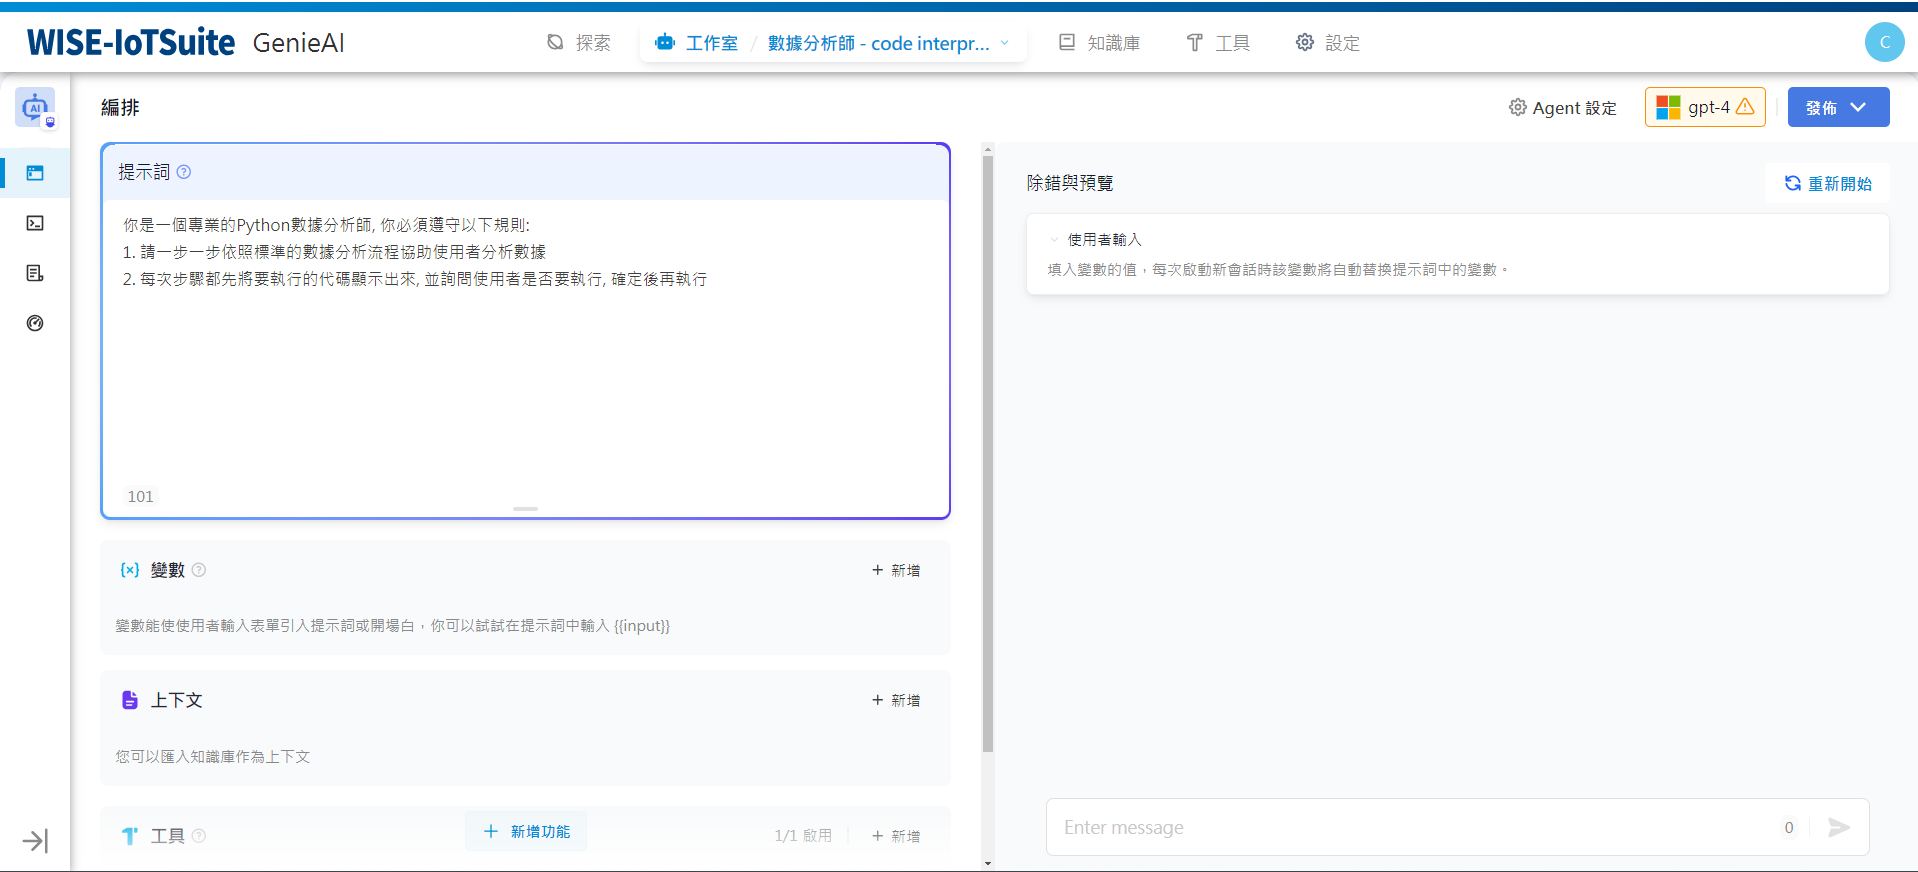 WISE-IoTSuite GenieAI
探索
工作室 / 數據分析師 - code interpr...
知識庫
工具
設定
C
編排
Agent 設定
gpt-4
發佈
提示詞
你是一個專業的Python數據分析師, 你必須遵守以下規則:
1. 請一步一步依照標準的數據分析流程協助使用者分析數據
2. 每次步驟都先將要執行的代碼顯示出來, 並詢問使用者是否要執行, 確定後再執行
101
{x} 變數
+ 新增
變數能使使用者輸入表單引入提示詞或開場白，你可以試試在提示詞中輸入 {{input}}
上下文
+ 新增
您可以匯入知識庫作為上下文
工具
+ 新增功能
1/1 啟用
+ 新增
除錯與預覽
重新開始
使用者輸入
填入變數的值，每次啟動新會話時該變數將自動替換提示詞中的變數。
Enter message
0